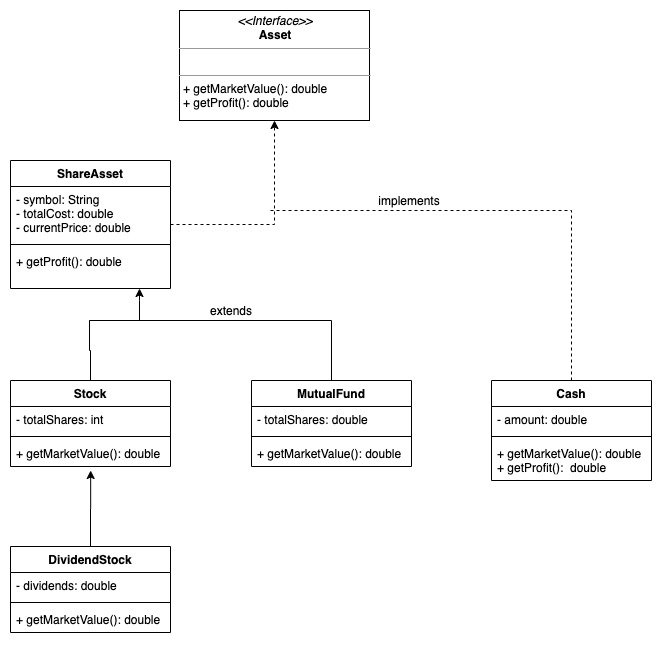 <<Interface>>
Asset
+ getMarketValue(): double
+ getProfit(): double
ShareAsset
- symbol: String
- totalCost: double
- currentPrice: double
+ getProfit(): double
implements
extends
Stock
- totalShares: int
+ getMarketValue(): double
MutualFund
- totalShares: double
+ getMarketValue(): double
Cash
- amount: double
+ getMarketValue(): double
+ getProfit():  double
DividendStock
- dividends: double
+ getMarketValue(): double